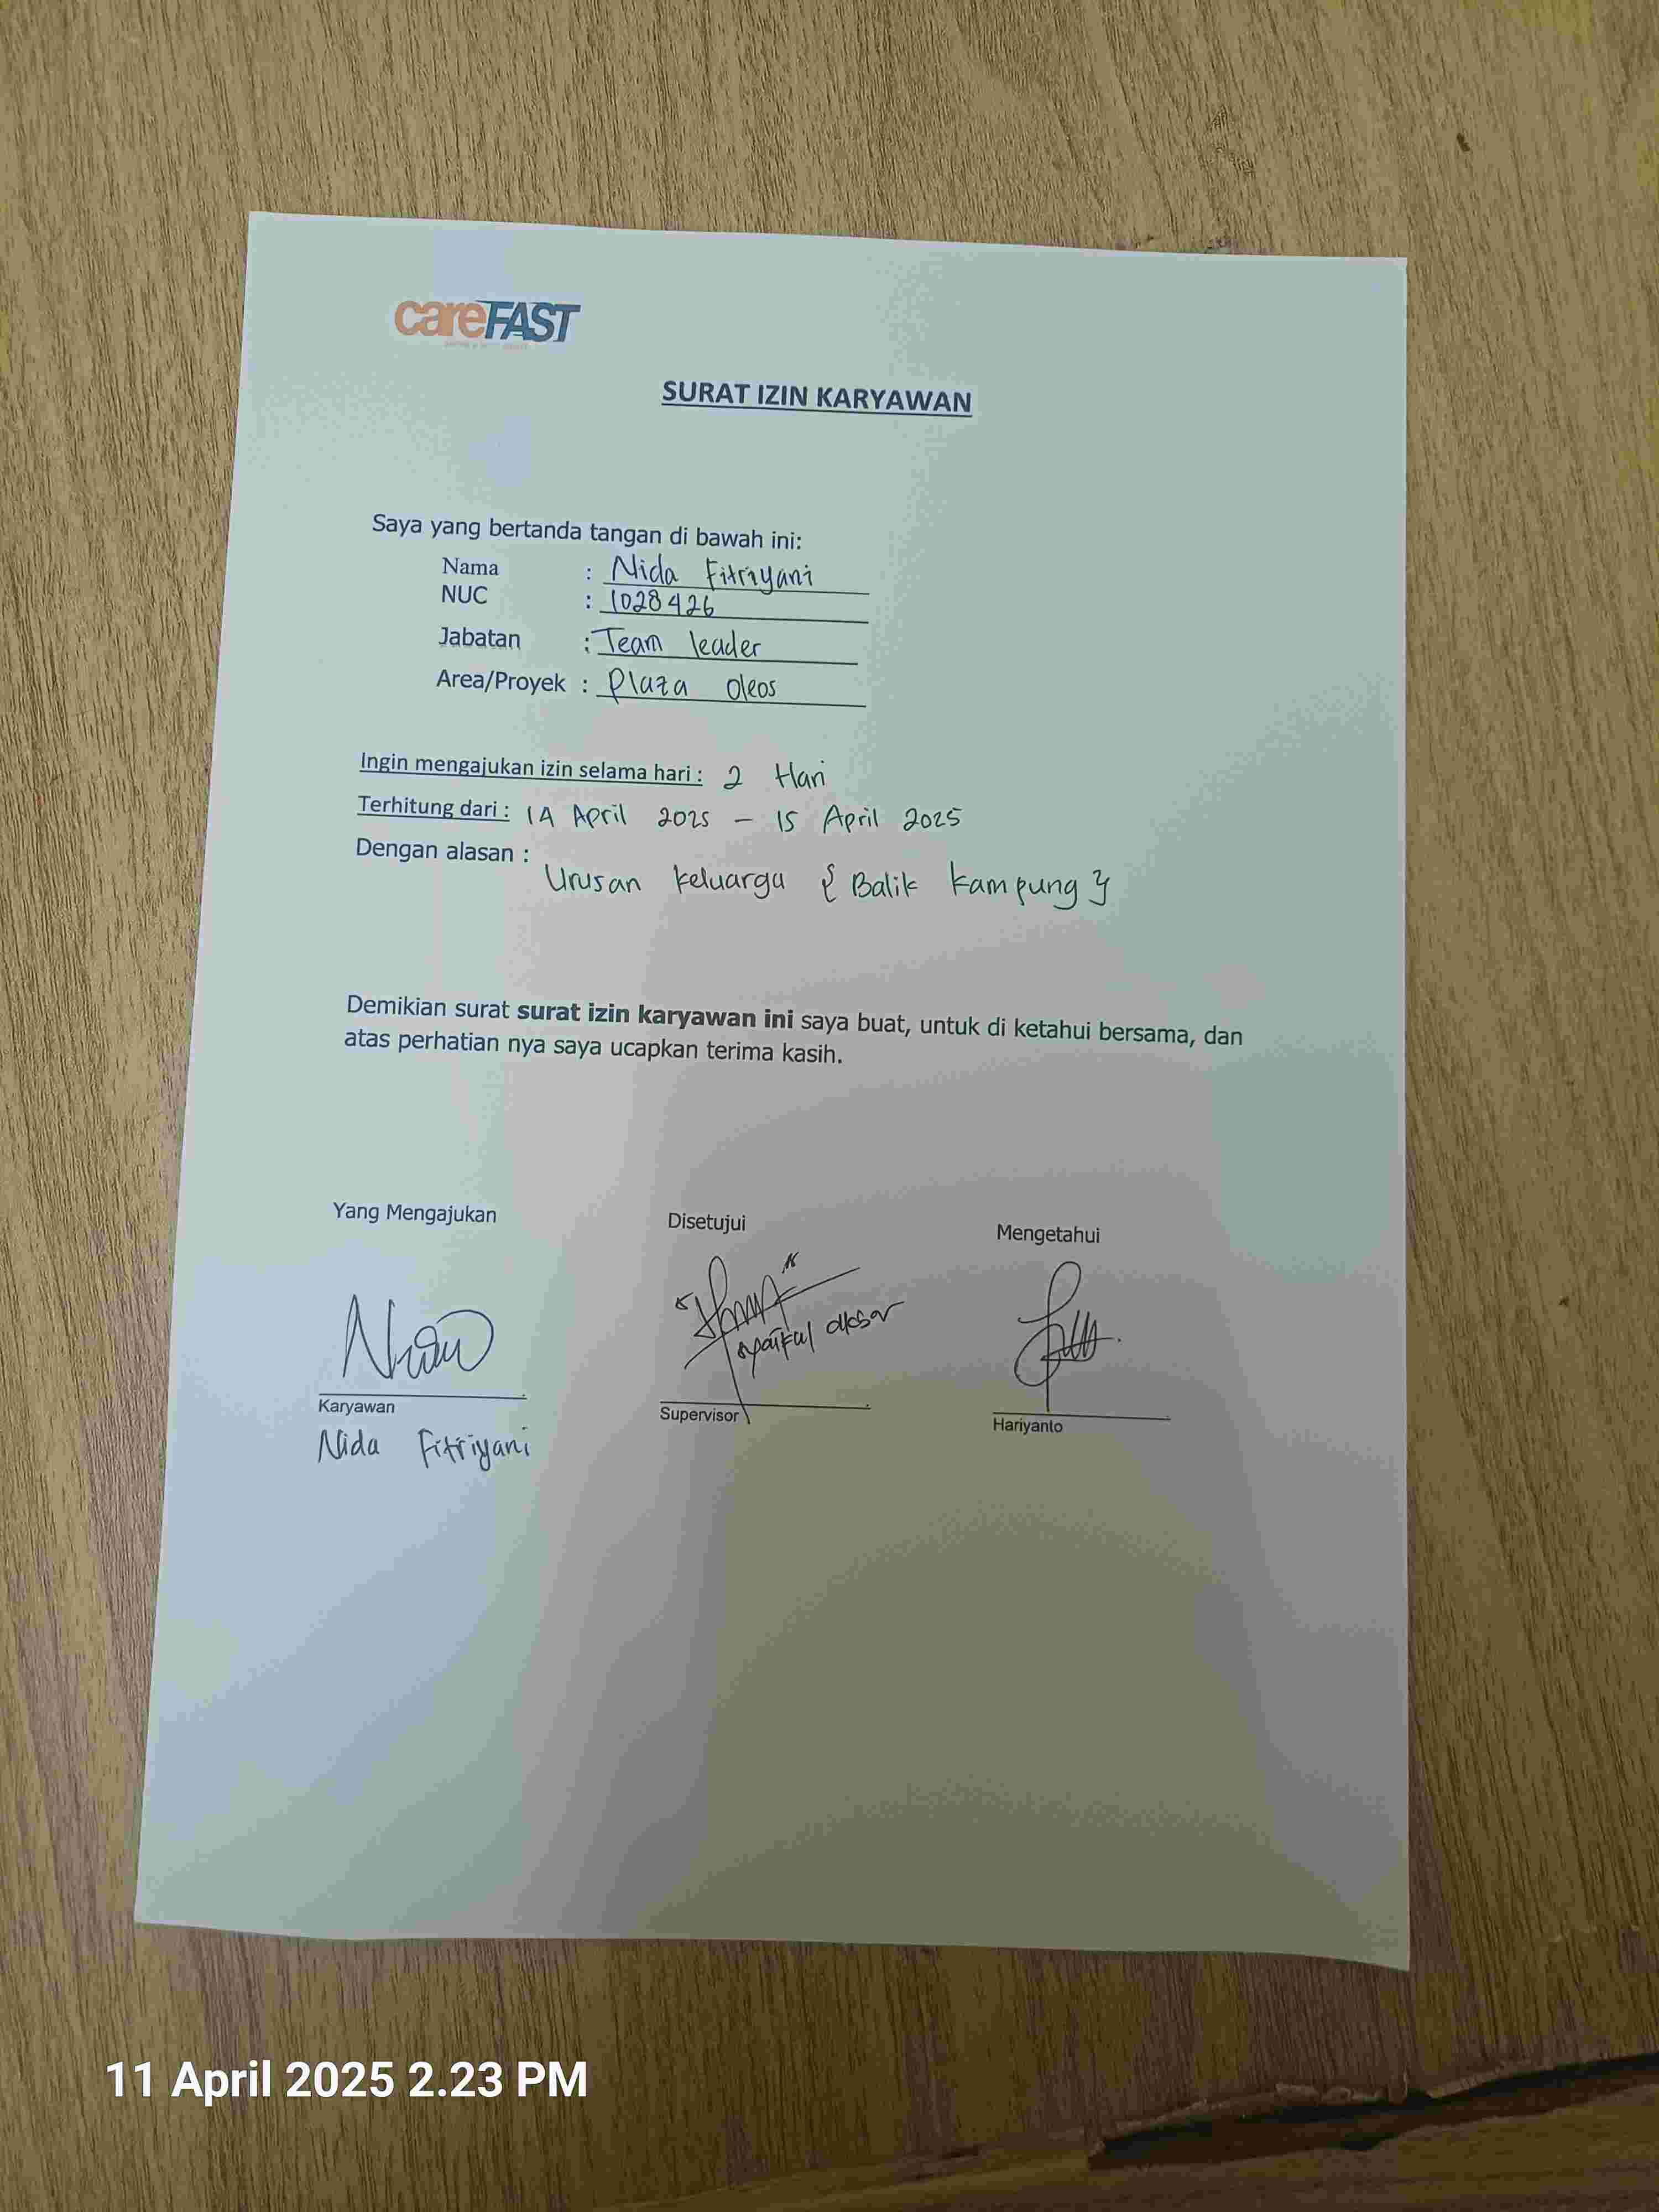 careFAST
SURAT IZIN KARYAWAN
Saya yang bertanda tangan di bawah ini:
Nama : Nida Fitriyani
NUC : 1028426
Jabatan : Team leader
Area/Proyek : Plaza Oleos
Ingin mengajukan izin selama hari : 2 Hari
Terhitung dari : 14 April 2025 - 15 April 2025
Dengan alasan :
Urusan keluarga { Balik kampung }
Demikian surat surat izin karyawan ini saya buat, untuk di ketahui bersama, dan
atas perhatian nya saya ucapkan terima kasih.
Yang Mengajukan Disetujui Mengetahui
Karyawan Supervisor Hariyanto
Nida Fitriyani
11 April 2025 2.23 PM